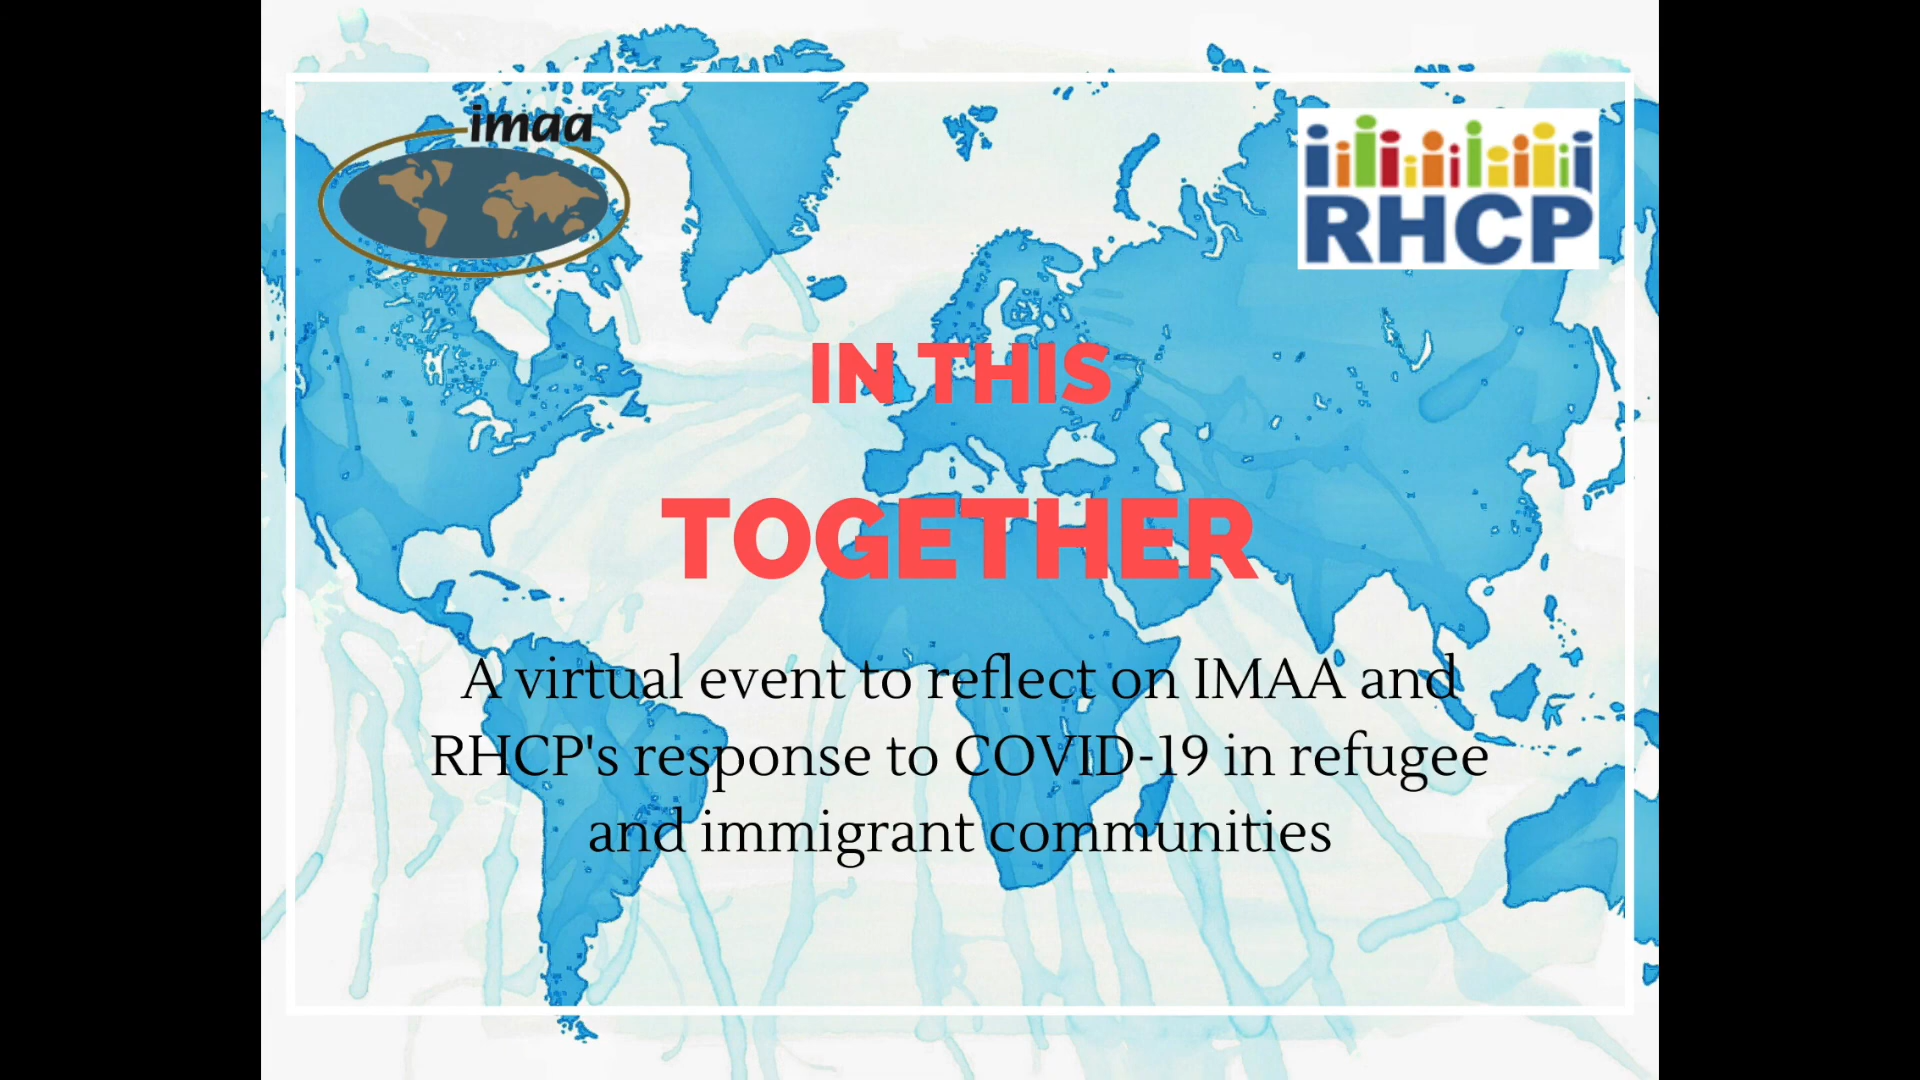 imaa
RHCP
IN THIS
TOGETHER
A virtual event to reflect on IMAA and
RHCP's response to COVID-19 in refugee
and immigrant communities